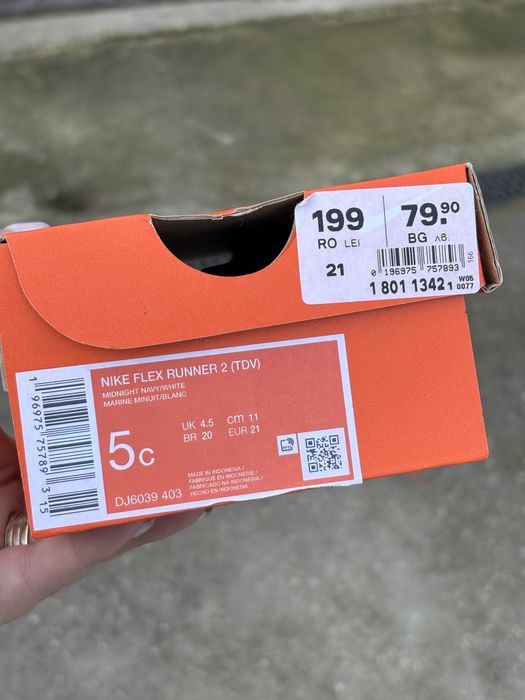 199
79.90
RO LEI
BG лв.
21
0 196975 757893
166
1 801 1342 1
W05
0077
NIKE FLEX RUNNER 2 (TDV)
MIDNIGHT NAVY/WHITE
MARINE MINUIT/BLANC
5C
UK 4.5
cm 11
BR 20
EUR 21
MADE IN INDONESIA /
FABRIQUÉ EN INDONÉSIE /
FABRICADO NA INDONÉSIA /
HECHO EN INDONESIA
DJ6039 403
1 96975 75789 3 15